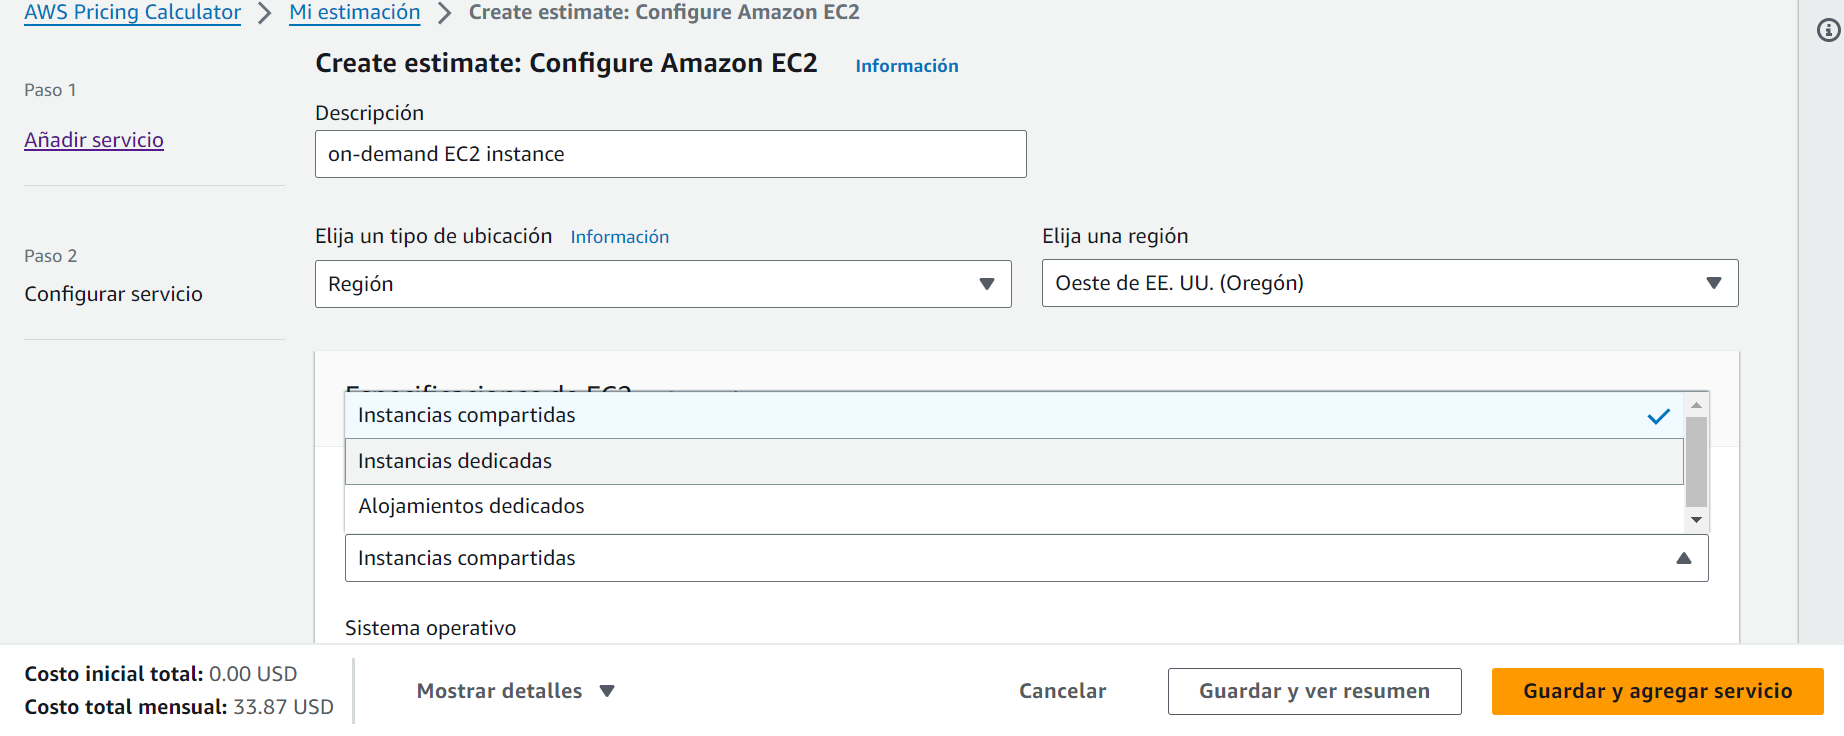 AWS Pricing Calculator > Mi estimación > Create estimate: Configure Amazon EC2
Paso 1
Añadir servicio
Paso 2
Configurar servicio
Create estimate: Configure Amazon EC2 Información
Descripción
on-demand EC2 instance
Elija un tipo de ubicación Información
Región
Elija una región
Oeste de EE. UU. (Oregón)
Especificaciones de EC2
Instancias compartidas
Instancias dedicadas
Alojamientos dedicados
Instancias compartidas
Sistema operativo
Costo inicial total: 0.00 USD
Costo total mensual: 33.87 USD
Mostrar detalles
Cancelar
Guardar y ver resumen
Guardar y agregar servicio